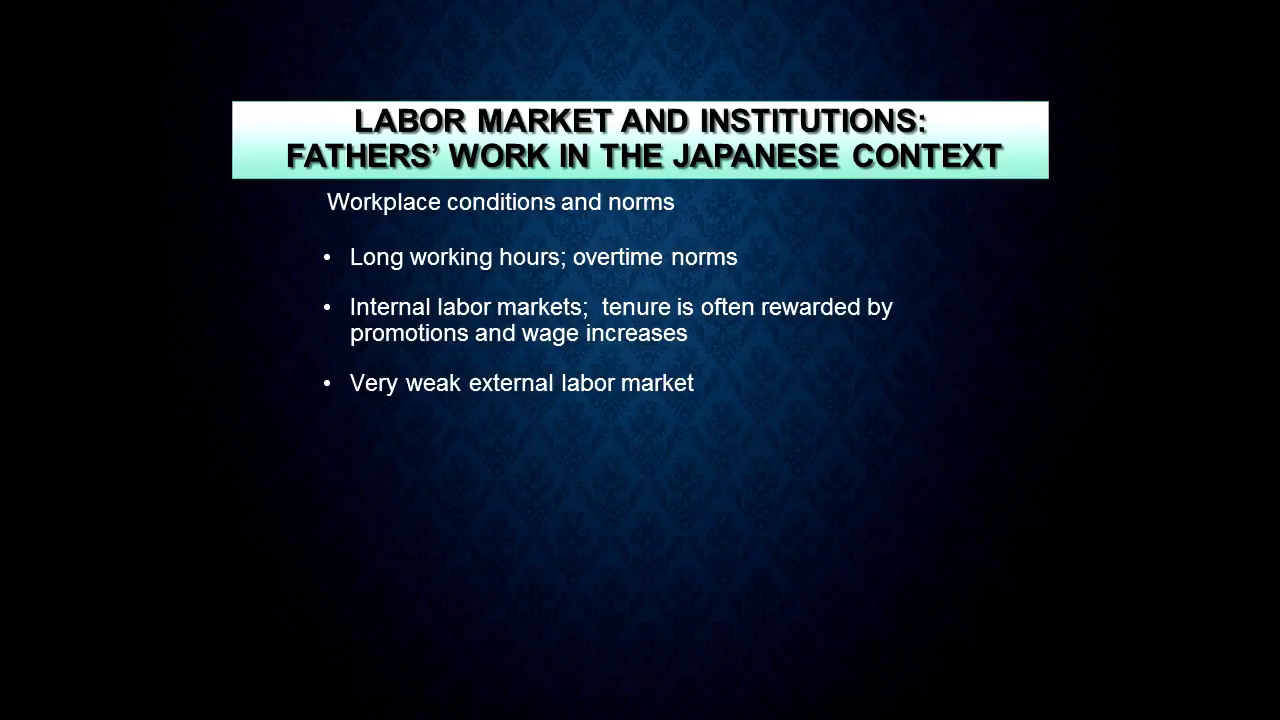 LABOR MARKET AND INSTITUTIONS:
FATHERS’ WORK IN THE JAPANESE CONTEXT
Workplace conditions and norms
• Long working hours; overtime norms
• Internal labor markets;  tenure is often rewarded by
promotions and wage increases
• Very weak external labor market